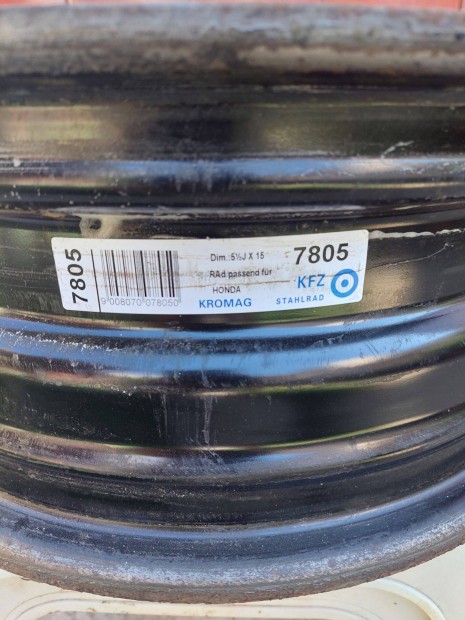 7805
9 008070 078050
Dim. 5½J X 15
RAd passend für
HONDA
KROMAG
7805
KFZ
STAHLRAD